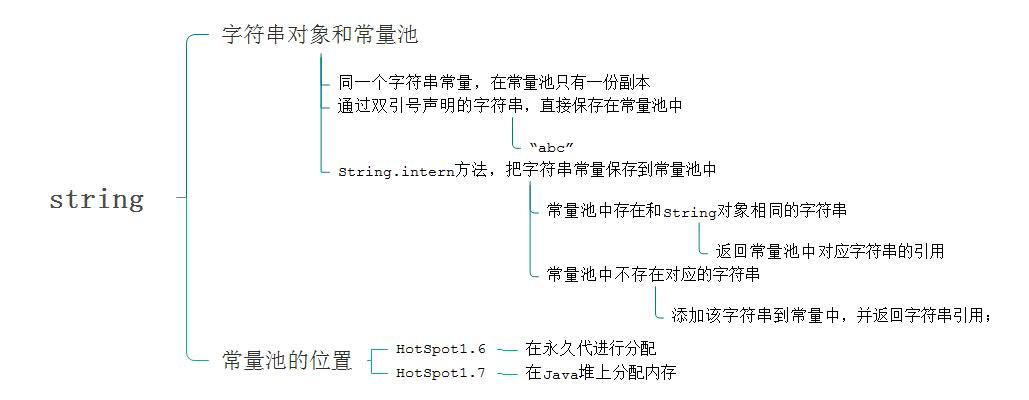 字符串对象和常量池
同一个字符串常量，在常量池只有一份副本
通过双引号声明的字符串，直接保存在常量池中
“abc”
String.intern方法，把字符串常量保存到常量池中
string
常量池中存在和String对象相同的字符串
返回常量池中对应字符串的引用
常量池中不存在对应的字符串
添加该字符串到常量中，并返回字符串引用；
常量池的位置
HotSpot1.6 在永久代进行分配
HotSpot1.7 在Java堆上分配内存